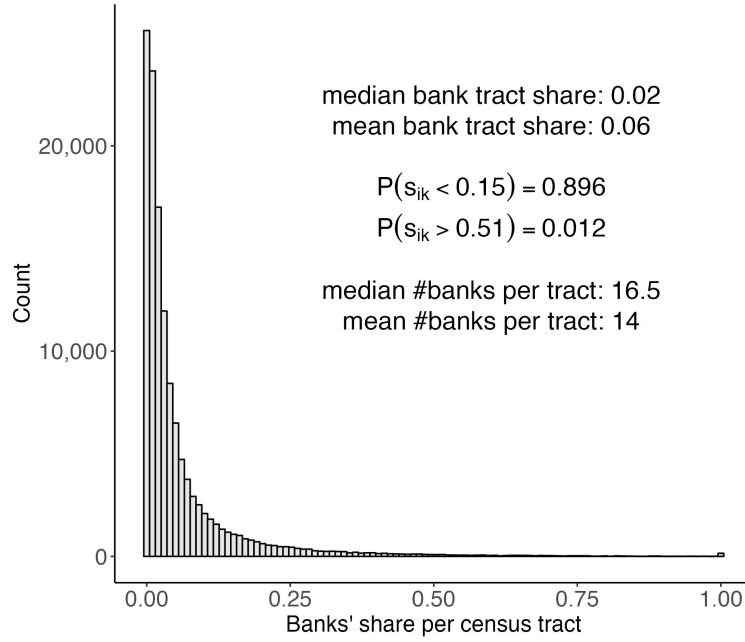 median bank tract share: 0.02
mean bank tract share: 0.06
P(s_ik < 0.15) = 0.896
P(s_ik > 0.51) = 0.012
median #banks per tract: 16.5
mean #banks per tract: 14
Count
20,000
10,000
0
0.00 0.25 0.50 0.75 1.00
Banks' share per census tract